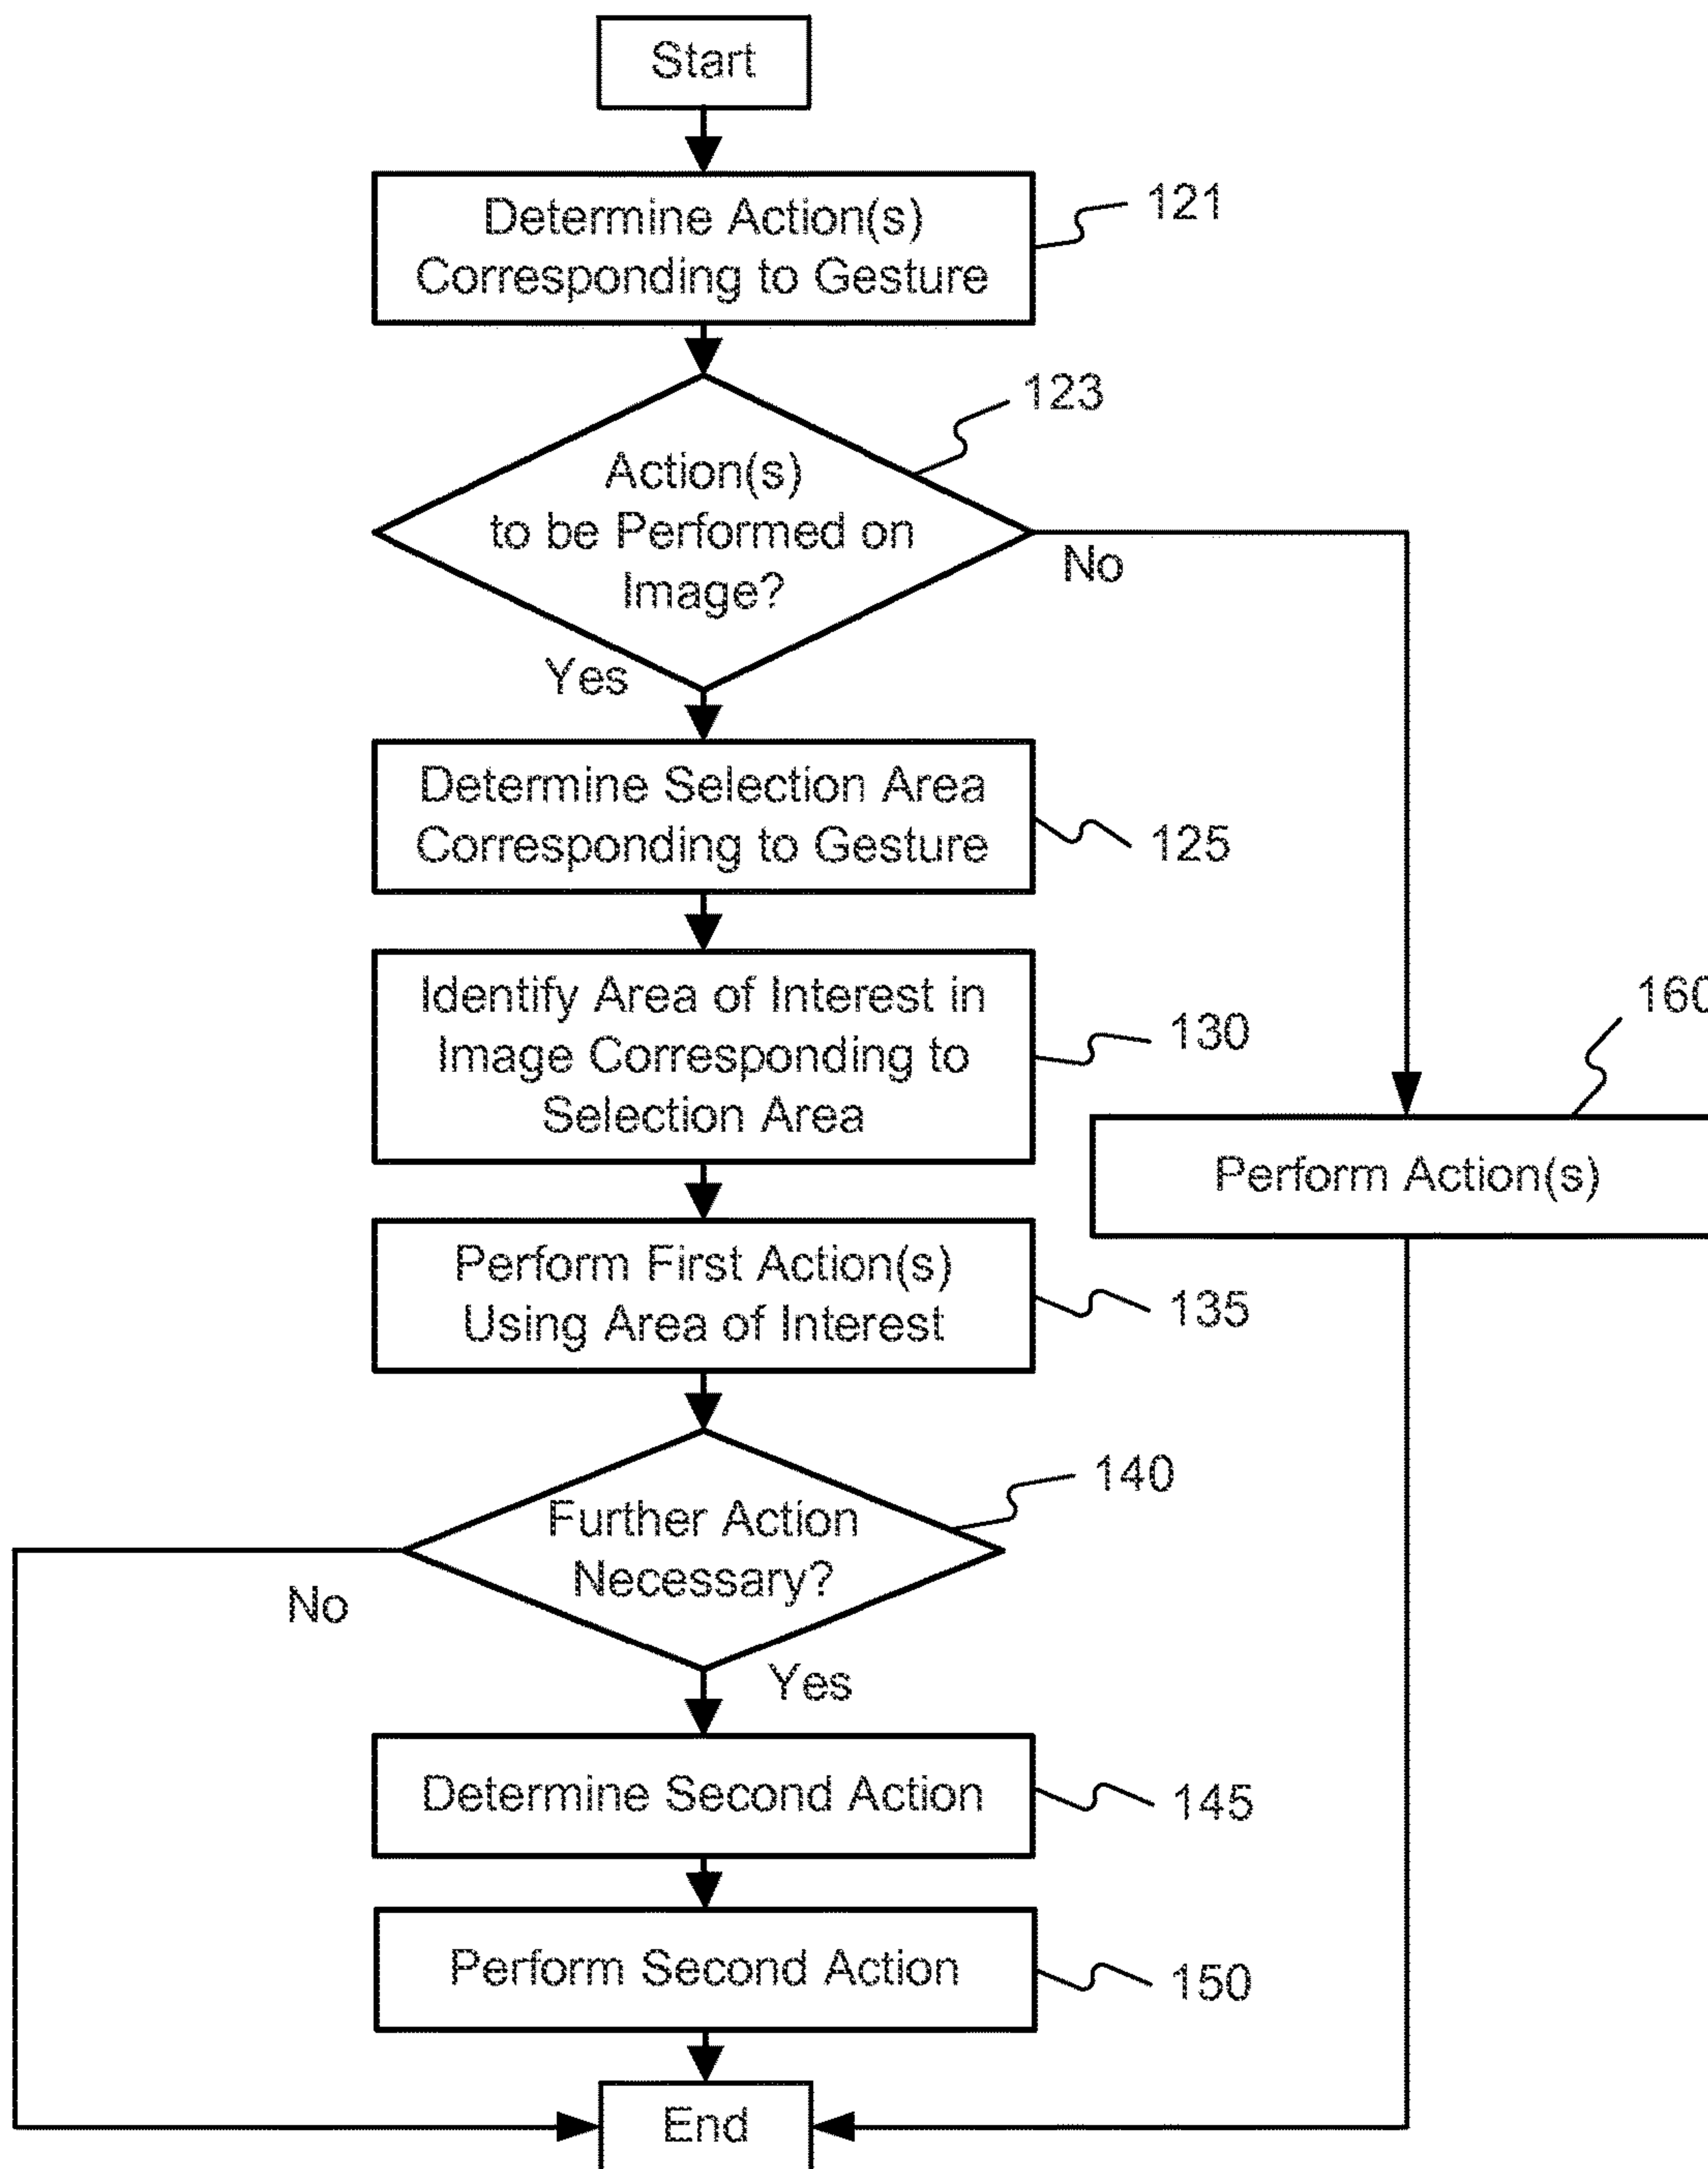 Start
Determine Action(s)
Corresponding to Gesture
121
Action(s)
to be Performed on
Image?
123
No
Yes
Determine Selection Area
Corresponding to Gesture
125
Identify Area of Interest in
Image Corresponding to
Selection Area
130
160
Perform Action(s)
Perform First Action(s)
Using Area of Interest
135
Further Action
Necessary?
140
No
Yes
Determine Second Action
145
Perform Second Action
150
End